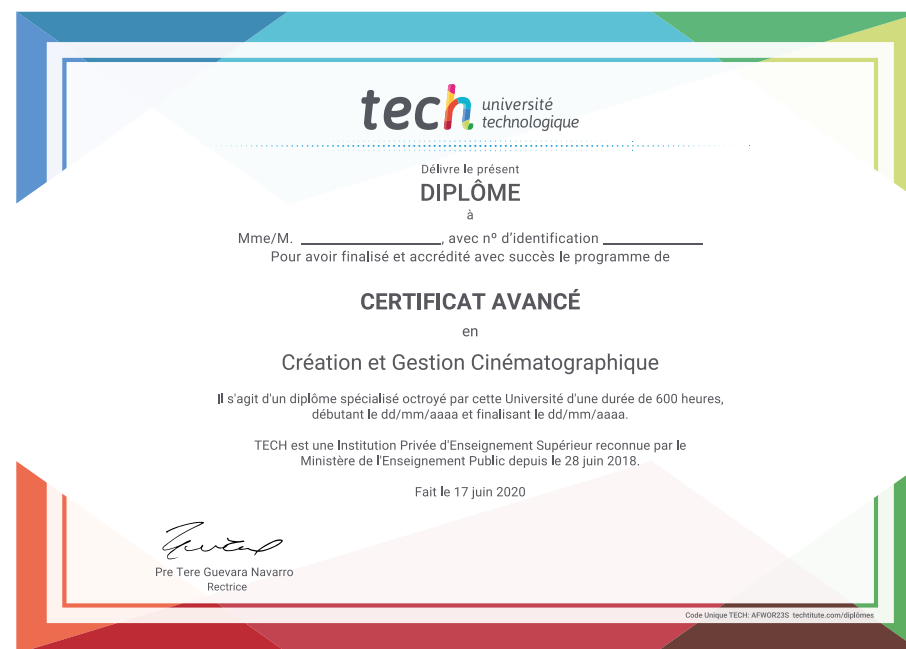 tech université
technologique
Délivre le présent
DIPLÔME
à
Mme/M. ____________________, avec nº d'identification ______________
Pour avoir finalisé et accrédité avec succès le programme de
CERTIFICAT AVANCÉ
en
Création et Gestion Cinématographique
Il s'agit d'un diplôme spécialisé octroyé par cette Université d'une durée de 600 heures,
débutant le dd/mm/aaaa et finalisant le dd/mm/aaaa.
TECH est une Institution Privée d'Enseignement Supérieur reconnue par le
Ministère de l'Enseignement Public depuis le 28 juin 2018.
Fait le 17 juin 2020
Pre Tere Guevara Navarro
Rectrice
Code Unique TECH: AFWOR23S techtitute.com/diplômes